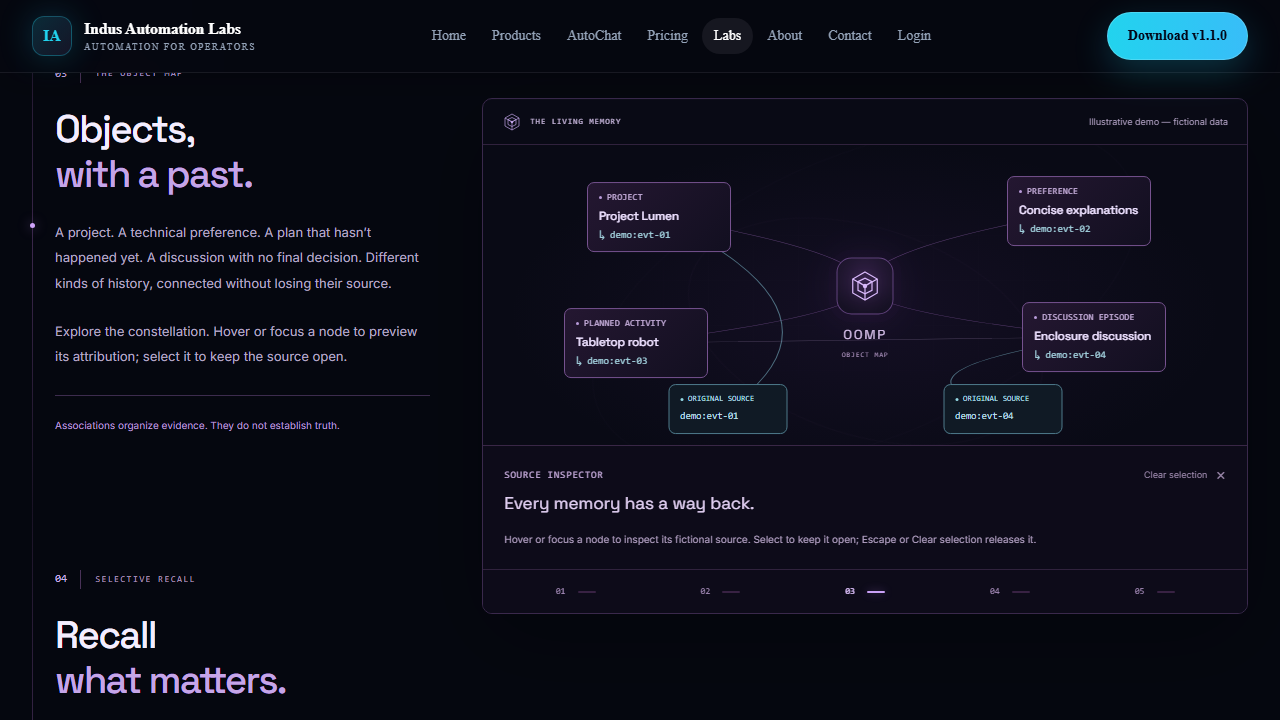 IA
Indus Automation Labs
AUTOMATION FOR OPERATORS
Home
Products
AutoChat
Pricing
Labs
About
Contact
Login
Download v1.1.0
03
THE OBJECT MAP
Objects,
with a past.
A project. A technical preference. A plan that hasn’t
happened yet. A discussion with no final decision. Different
kinds of history, connected without losing their source.
Explore the constellation. Hover or focus a node to preview
its attribution; select it to keep the source open.
Associations organize evidence. They do not establish truth.
04
SELECTIVE RECALL
Recall
what matters.
THE LIVING MEMORY
Illustrative demo — fictional data
PROJECT
Project Lumen
↳ demo:evt-01
PREFERENCE
Concise explanations
↳ demo:evt-02
OOMP
OBJECT MAP
PLANNED ACTIVITY
Tabletop robot
↳ demo:evt-03
DISCUSSION EPISODE
Enclosure discussion
↳ demo:evt-04
ORIGINAL SOURCE
demo:evt-01
ORIGINAL SOURCE
demo:evt-04
SOURCE INSPECTOR
Clear selection ×
Every memory has a way back.
Hover or focus a node to inspect its fictional source. Select to keep it open; Escape or Clear selection releases it.
01
02
03
04
05